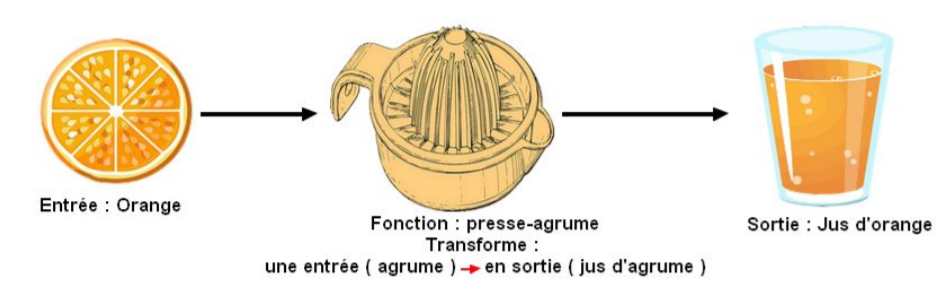 Entrée : Orange
Fonction : presse-agrume
Transforme :
une entrée ( agrume ) → en sortie ( jus d'agrume )
Sortie : Jus d'orange